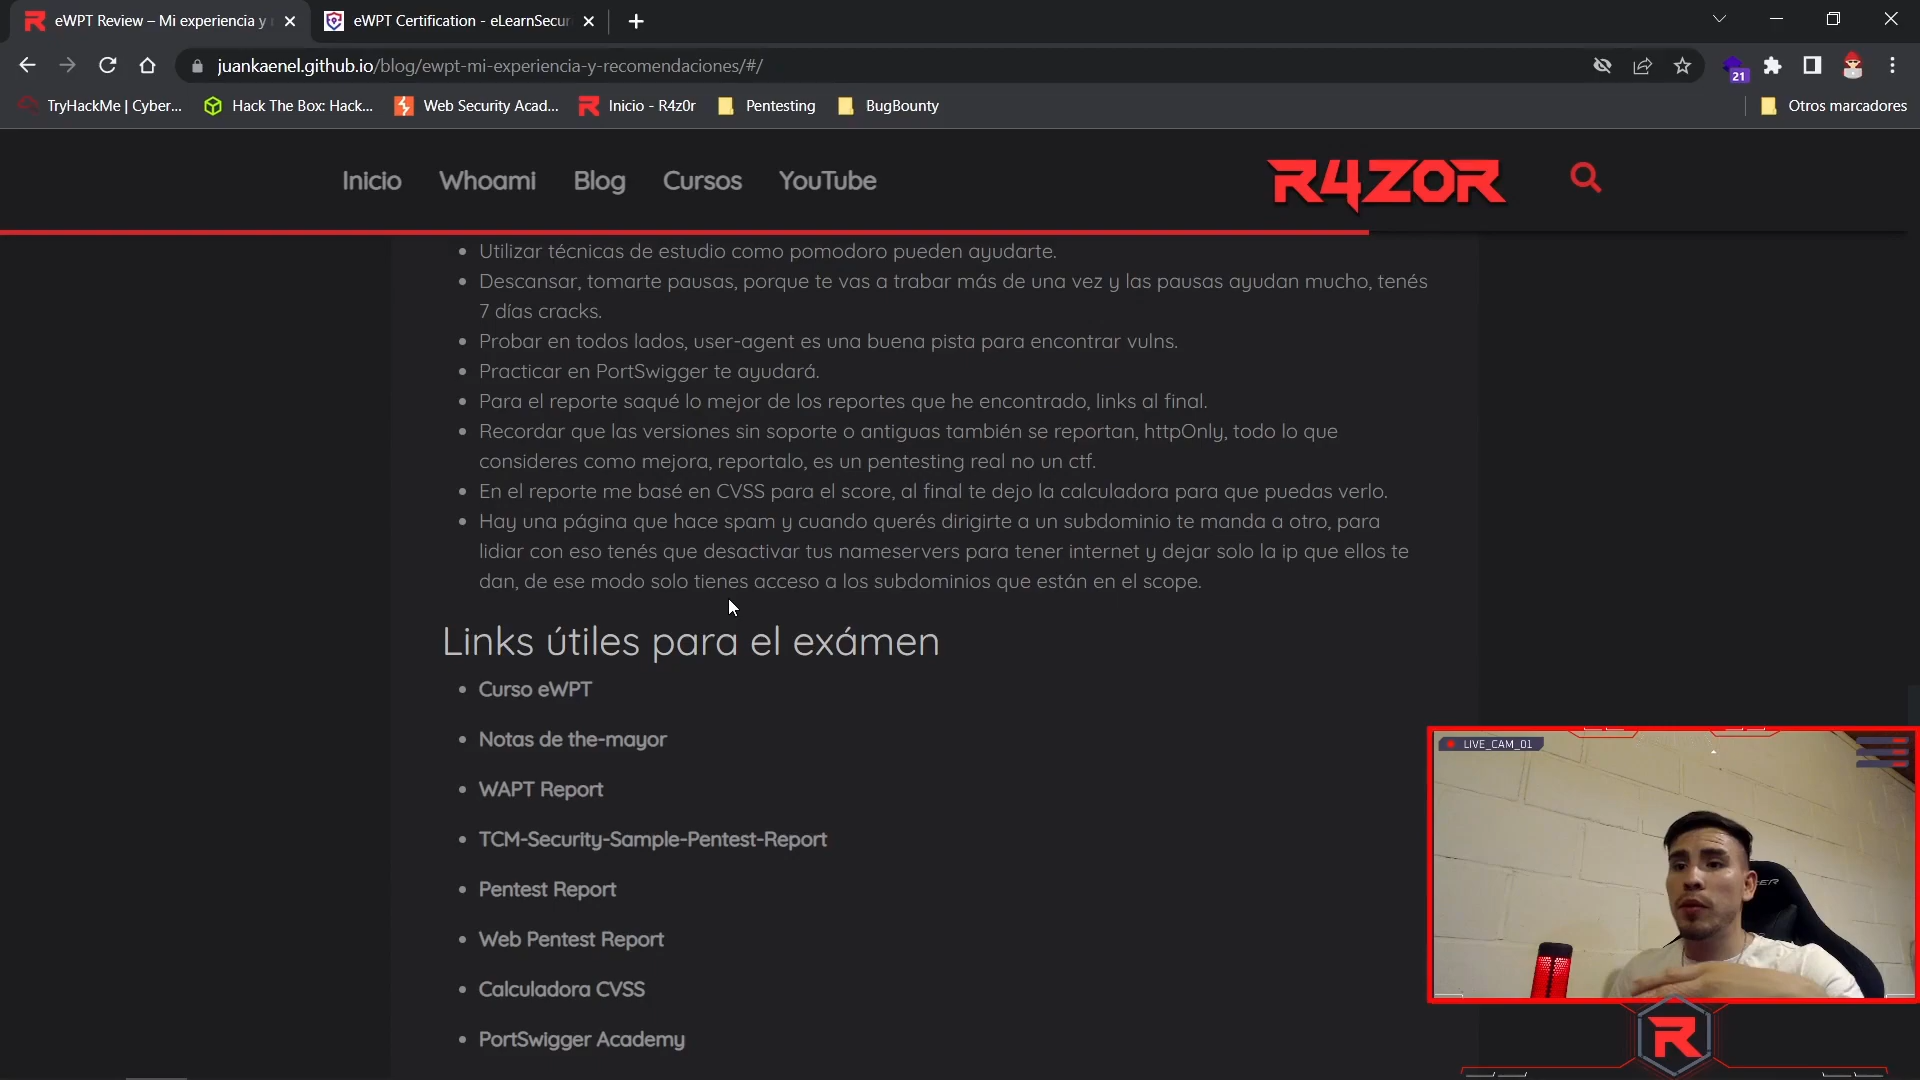 eWPT Review – Mi experiencia y
eWPT Certification - eLearnSecur
juankaenel.github.io/blog/ewpt-mi-experiencia-y-recomendaciones/#/
21
TryHackMe | Cyber...
Hack The Box: Hack...
Web Security Acad...
Inicio - R4z0r
Pentesting
BugBounty
Otros marcadores
Inicio
Whoami
Blog
Cursos
YouTube
R4ZOR
Utilizar técnicas de estudio como pomodoro pueden ayudarte.
Descansar, tomarte pausas, porque te vas a trabar más de una vez y las pausas ayudan mucho, tenés
7 días cracks.
Probar en todos lados, user-agent es una buena pista para encontrar vulns.
Practicar en PortSwigger te ayudará.
Para el reporte saqué lo mejor de los reportes que he encontrado, links al final.
Recordar que las versiones sin soporte o antiguas también se reportan, httpOnly, todo lo que
consideres como mejora, reportalo, es un pentesting real no un ctf.
En el reporte me basé en CVSS para el score, al final te dejo la calculadora para que puedas verlo.
Hay una página que hace spam y cuando querés dirigirte a un subdominio te manda a otro, para
lidiar con eso tenés que desactivar tus nameservers para tener internet y dejar solo la ip que ellos te
dan, de ese modo solo tienes acceso a los subdominios que están en el scope.
Links útiles para el exámen
Curso eWPT
Notas de the-mayor
WAPT Report
TCM-Security-Sample-Pentest-Report
Pentest Report
Web Pentest Report
Calculadora CVSS
PortSwigger Academy
LIVE_CAM_01
R